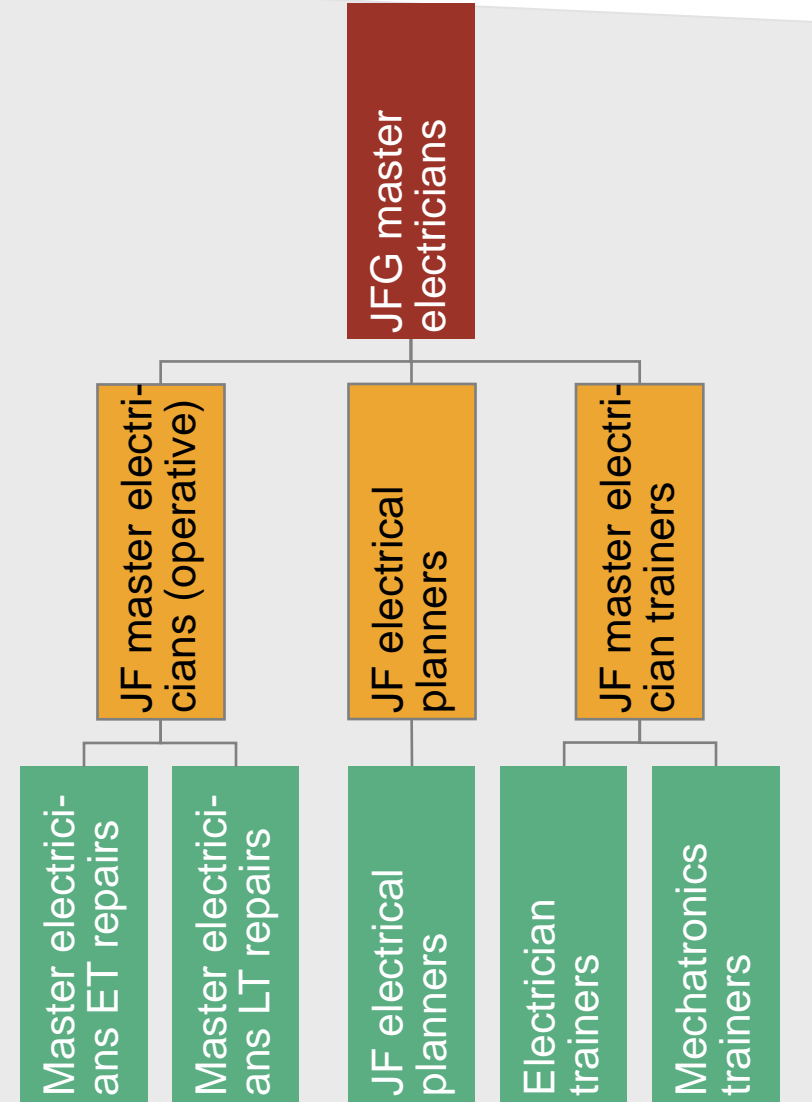 JFG master
electricians
JF master electri-
cians (operative)
JF electrical
planners
JF master electri-
cian trainers
Master electrici-
ans ET repairs
Master electrici-
ans LT repairs
JF electrical
planners
Electrician
trainers
Mechatronics
trainers